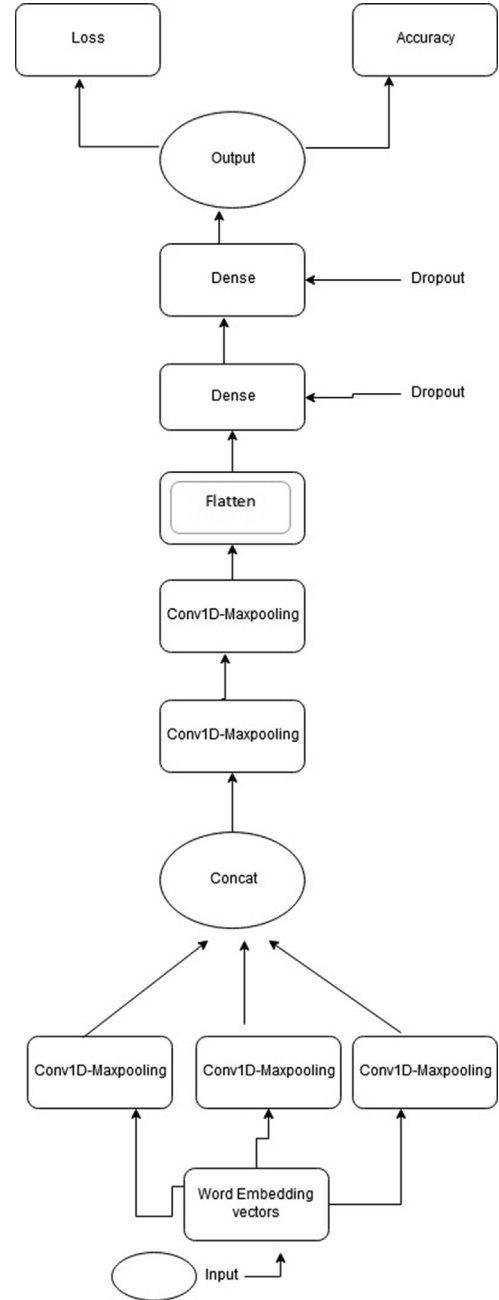 Loss
Accuracy
Output
Dense
Dropout
Dense
Dropout
Flatten
Conv1D-Maxpooling
Conv1D-Maxpooling
Concat
Conv1D-Maxpooling
Conv1D-Maxpooling
Conv1D-Maxpooling
Word Embedding
vectors
Input